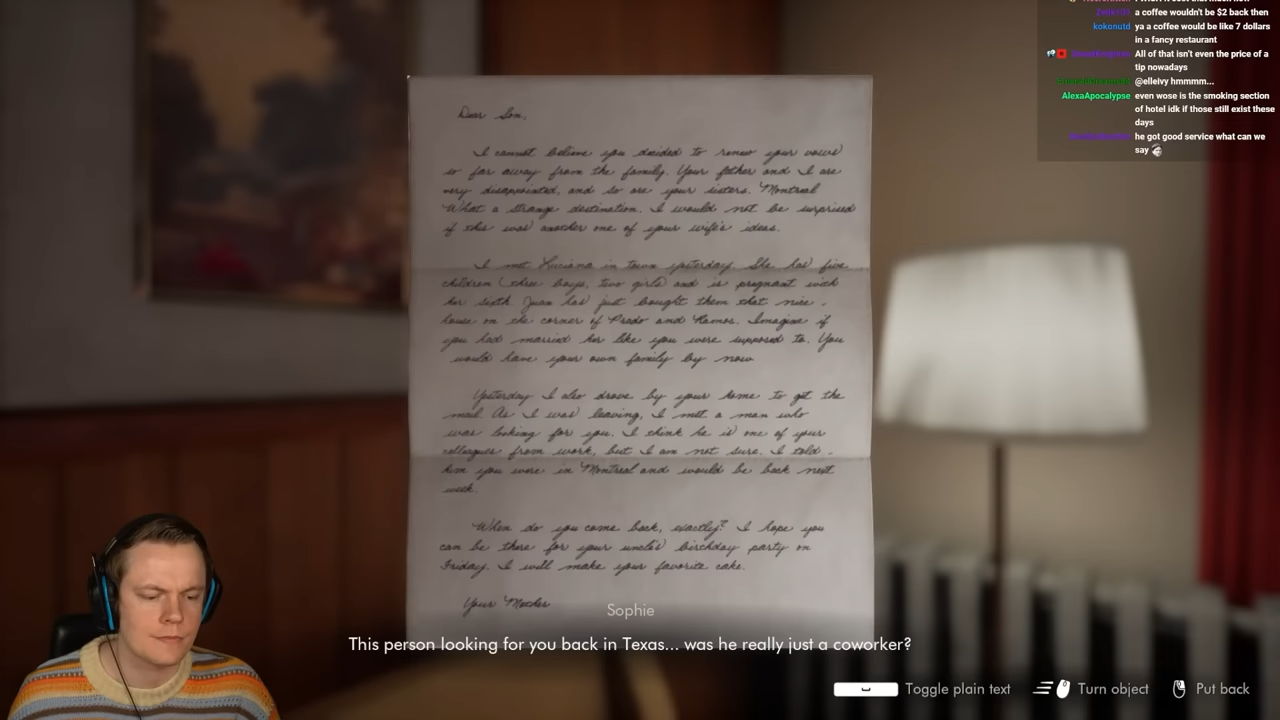 a coffee wouldn't be $2 back then
kokonutd ya a coffee would be like 7 dollars
in a fancy restaurant
All of that isn't even the price of a
tip nowadays
@elleivy hmmmm...
AlexaApocalypse even wose is the smoking section
of hotel idk if those still exist these
days
he got good service what can we
say
Dear Son,
I cannot believe you decided to renew your vows
so far away from the family. Your father and I are
very disappointed, and so are your sisters. Montreal
What a strange destination. I would not be surprised
if this was another one of your wife's ideas.
I met Luciana in town yesterday. She has five
children (three boys, two girls) and is pregnant with
her sixth. Juan has just bought them that nice
house on the corner of Prado and Ramos. Imagine if
you had married her like you were supposed to. You
would have your own family by now
Yesterday I also drove by your home to get the
mail. As I was leaving, I met a man who
was looking for you. I think he is one of your
colleagues from work, but I am not sure. I told
him you were in Montreal and would be back next
week.
When do you come back, exactly? I hope you
can be there for your uncle's birthday party on
Friday. I will make your favorite cake.
Your Mother
Sophie
This person looking for you back in Texas... was he really just a coworker?
Toggle plain text
Turn object
Put back